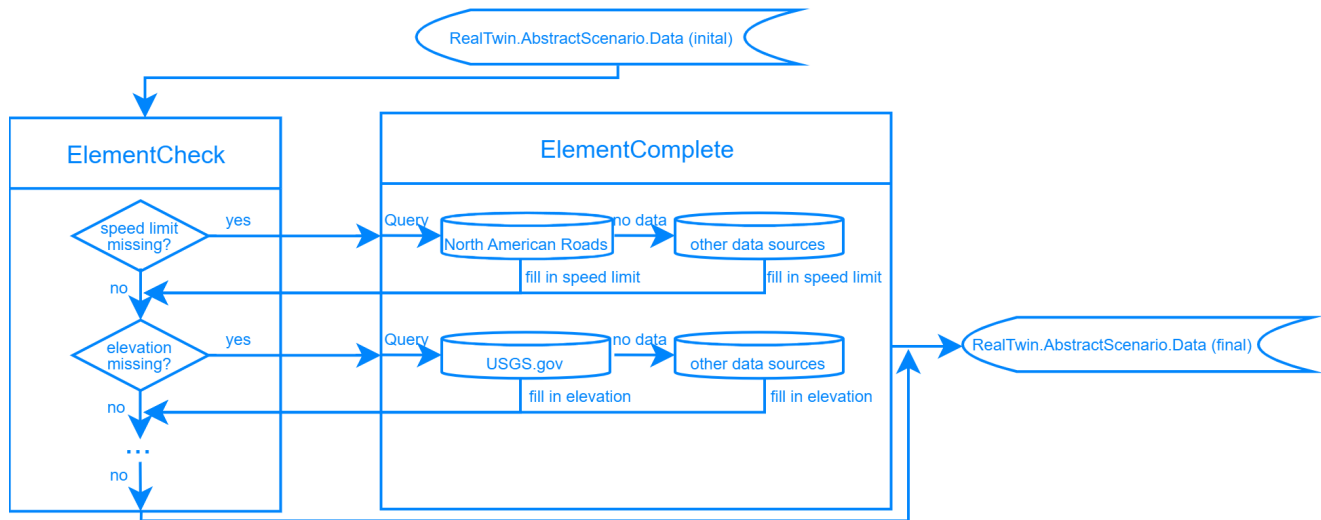 RealTwin.AbstractScenario.Data (inital)
ElementCheck
ElementComplete
speed limit
missing?
yes
Query
North American Roads
no data
other data sources
fill in speed limit
fill in speed limit
no
elevation
missing?
yes
Query
USGS.gov
no data
other data sources
fill in elevation
fill in elevation
no
...
no
RealTwin.AbstractScenario.Data (final)